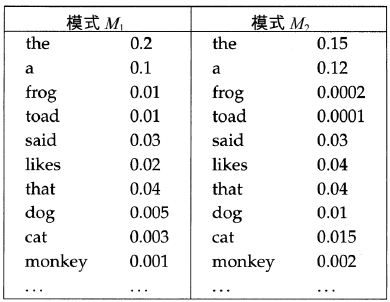 模式 M1 模式 M2
the 0.2 the 0.15
a 0.1 a 0.12
frog 0.01 frog 0.0002
toad 0.01 toad 0.0001
said 0.03 said 0.03
likes 0.02 likes 0.04
that 0.04 that 0.04
dog 0.005 dog 0.01
cat 0.003 cat 0.015
monkey 0.001 monkey 0.002
... ... ... ...